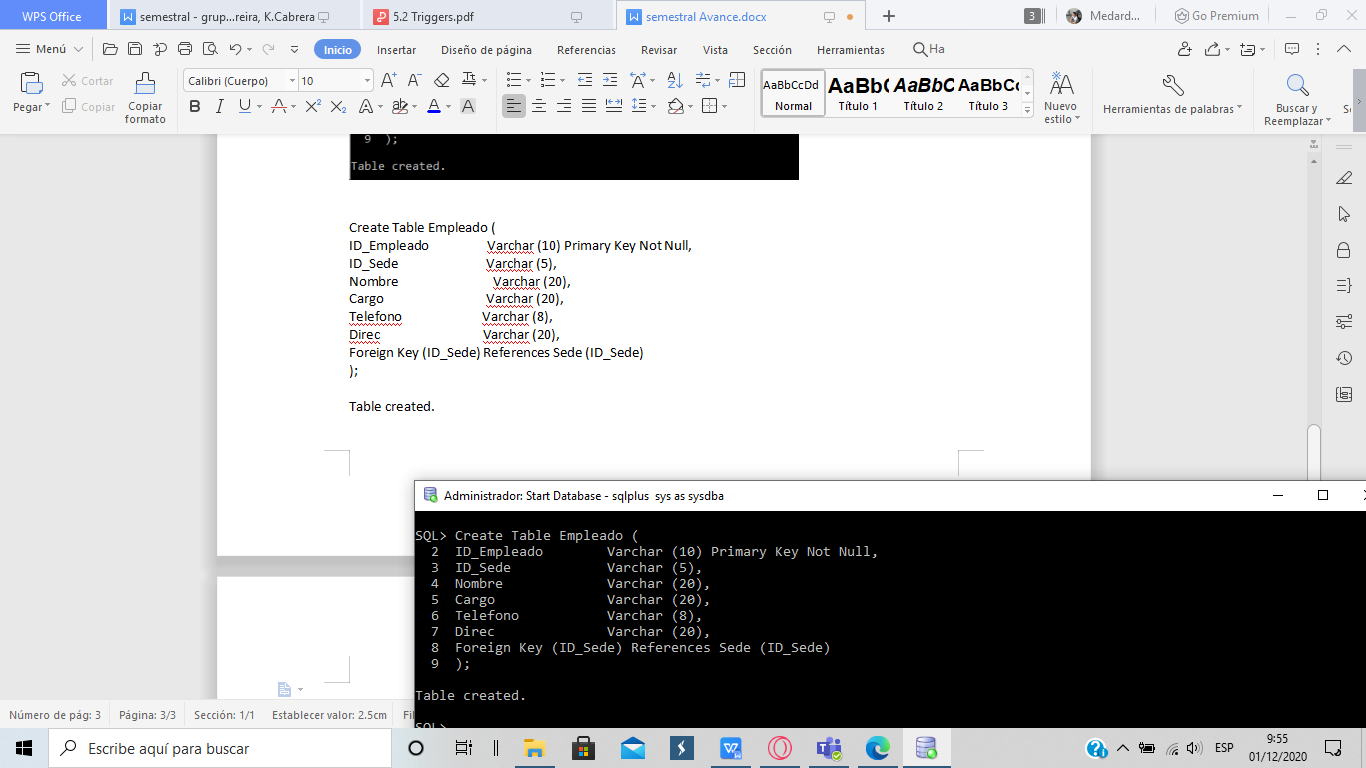 WPS Office
semestral - grup...reira, K.Cabrera
5.2 Triggers.pdf
semestral Avance.docx
3
Medard...
Go Premium
Menú
Inicio
Insertar
Diseño de página
Referencias
Revisar
Vista
Sección
Herramientas
Ha
Pegar
Cortar
Copiar
Copiar formato
Calibri (Cuerpo)
10
AaBbCcDd
Normal
AaBb(
Título 1
AaBbC
Título 2
AaBbC
Título 3
Nuevo estilo
Herramientas de palabras
Buscar y Reemplazar
9 );
Table created.
Create Table Empleado (
ID_Empleado Varchar (10) Primary Key Not Null,
ID_Sede Varchar (5),
Nombre Varchar (20),
Cargo Varchar (20),
Telefono Varchar (8),
Direc Varchar (20),
Foreign Key (ID_Sede) References Sede (ID_Sede)
);
Table created.
Administrador: Start Database - sqlplus sys as sysdba
SQL> Create Table Empleado (
2 ID_Empleado Varchar (10) Primary Key Not Null,
3 ID_Sede Varchar (5),
4 Nombre Varchar (20),
5 Cargo Varchar (20),
6 Telefono Varchar (8),
7 Direc Varchar (20),
8 Foreign Key (ID_Sede) References Sede (ID_Sede)
9 );
Table created.
SQL>
Número de pág: 3
Página: 3/3
Sección: 1/1
Establecer valor: 2.5cm
Escribe aquí para buscar
ESP
9:55
01/12/2020